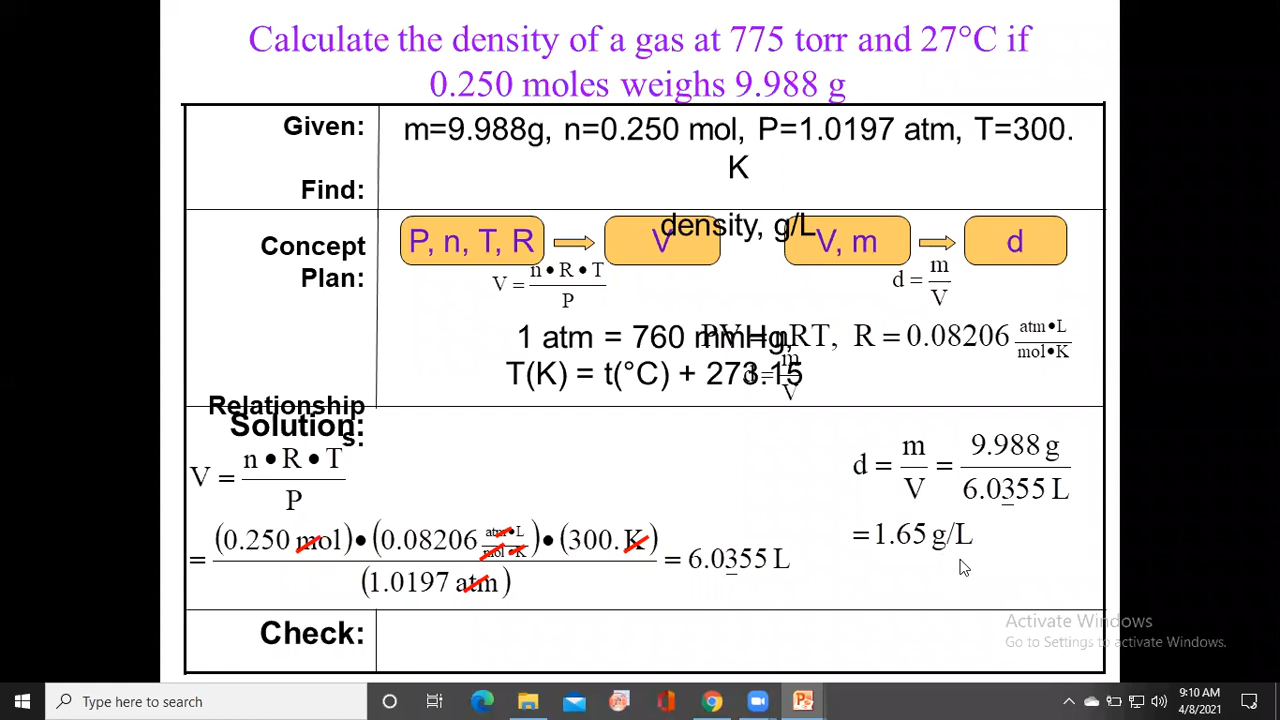 Calculate the density of a gas at 775 torr and 27°C if
0.250 moles weighs 9.988 g
Given:
m=9.988g, n=0.250 mol, P=1.0197 atm, T=300.
K
Find:
density, g/L
Concept
Plan:
P, n, T, R
V
V, m
d
V = n • R • T / P
d = m / V
Relationship
s:
1 atm = 760 mmHg,
T(K) = t(°C) + 273.15
PV = nRT, R = 0.08206 atm•L / mol•K
d = m / V
Solution:
V = n • R • T / P
= (0.250 mol) • (0.08206 atm•L / mol•K) • (300. K) / (1.0197 atm) = 6.0355 L
d = m / V = 9.988 g / 6.0355 L
= 1.65 g/L
Check:
Activate Windows
Go to Settings to activate Windows.
Type here to search
9:10 AM
4/8/2021